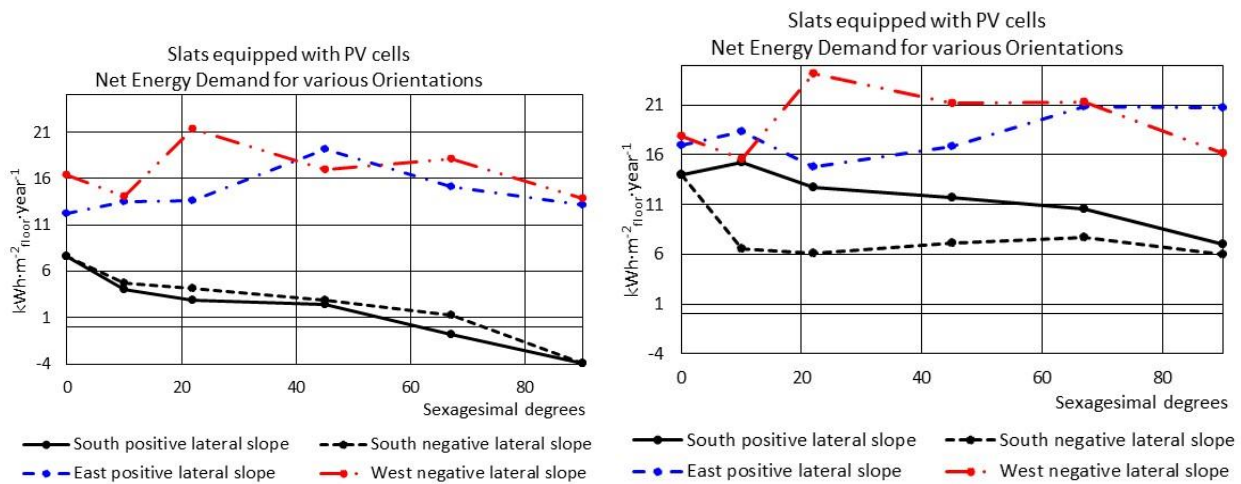 Slats equipped with PV cells
Net Energy Demand for various Orientations
kWh·m⁻²floor·year⁻¹
21
16
11
6
1
-4
0
20
40
60
80
Sexagesimal degrees
South positive lateral slope
South negative lateral slope
East positive lateral slope
West negative lateral slope
Slats equipped with PV cells
Net Energy Demand for various Orientations
kWh·m⁻²floor·year⁻¹
21
16
11
6
1
-4
0
20
40
60
80
Sexagesimal degrees
South positive lateral slope
South negative lateral slope
East positive lateral slope
West negative lateral slope